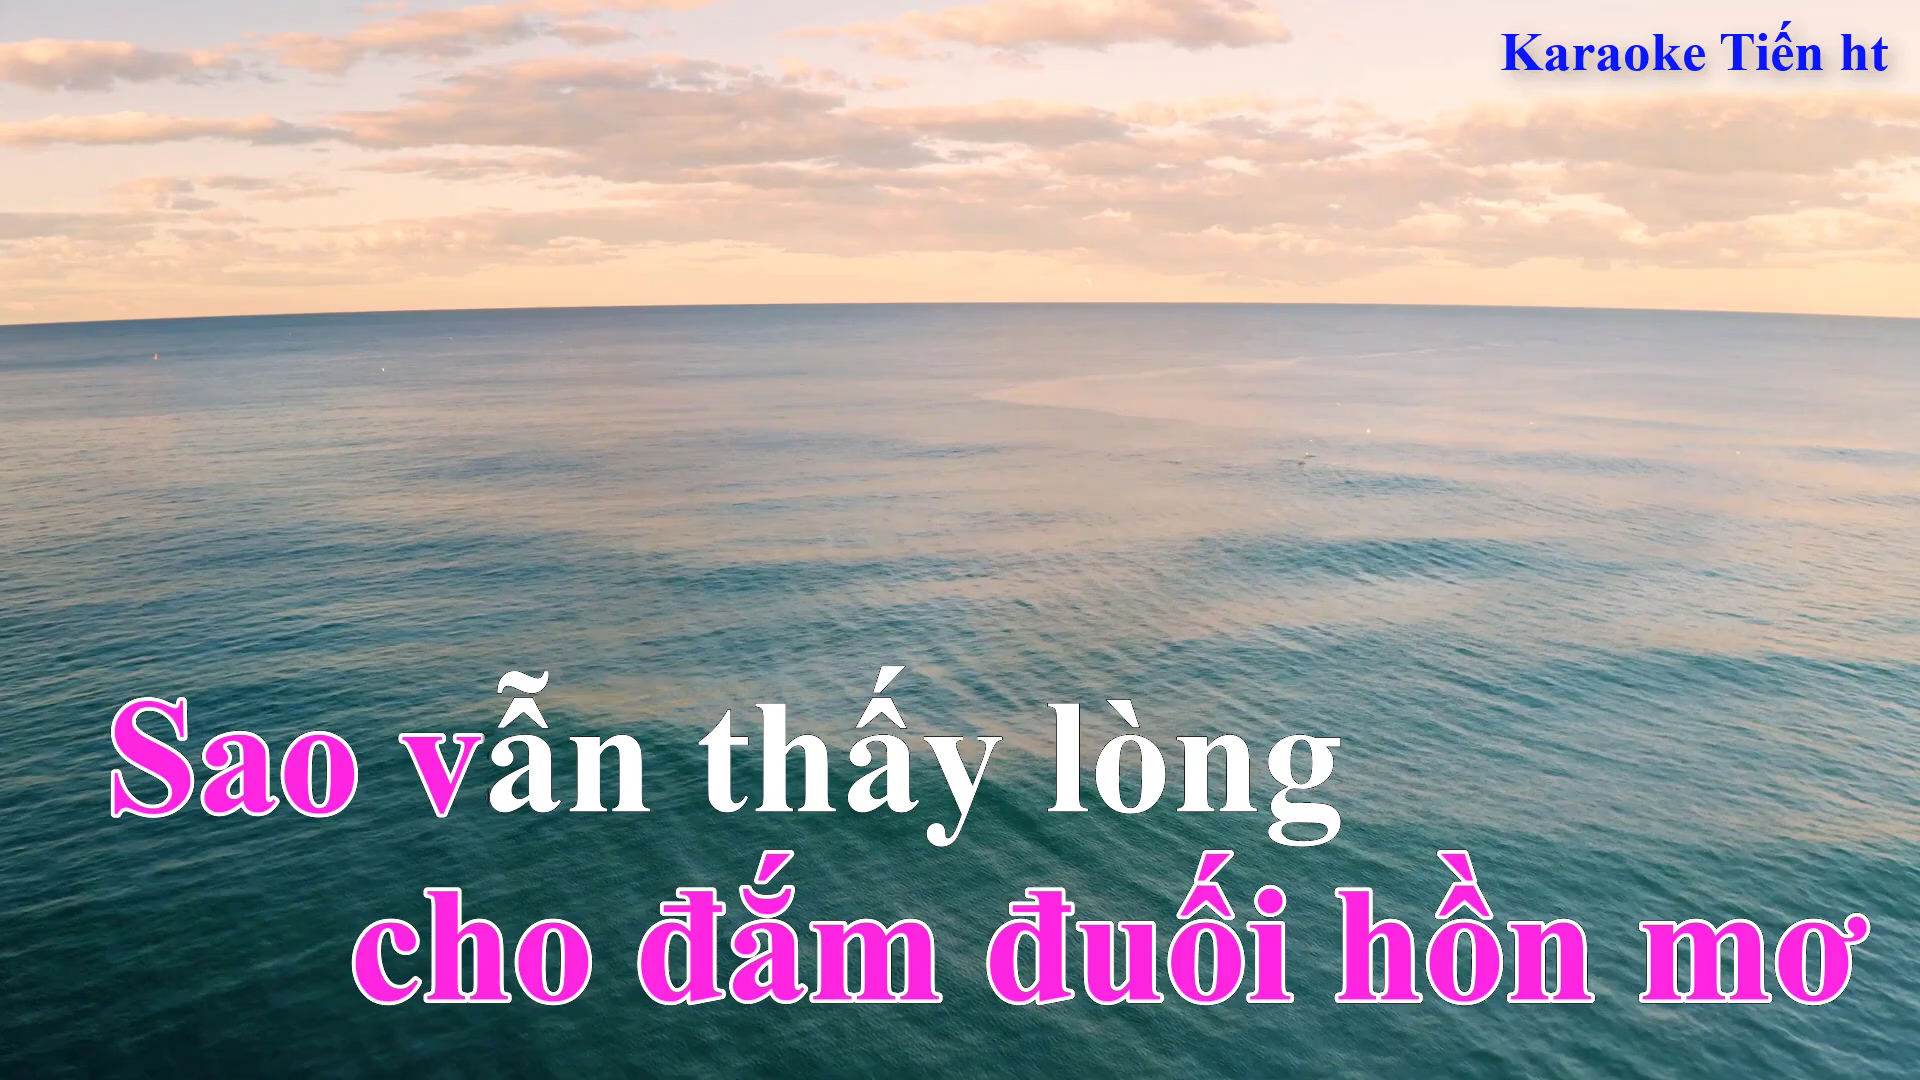 Karaoke Tiến ht
Sao vẫn thấy lòng
cho đắm đuối hồn mơ